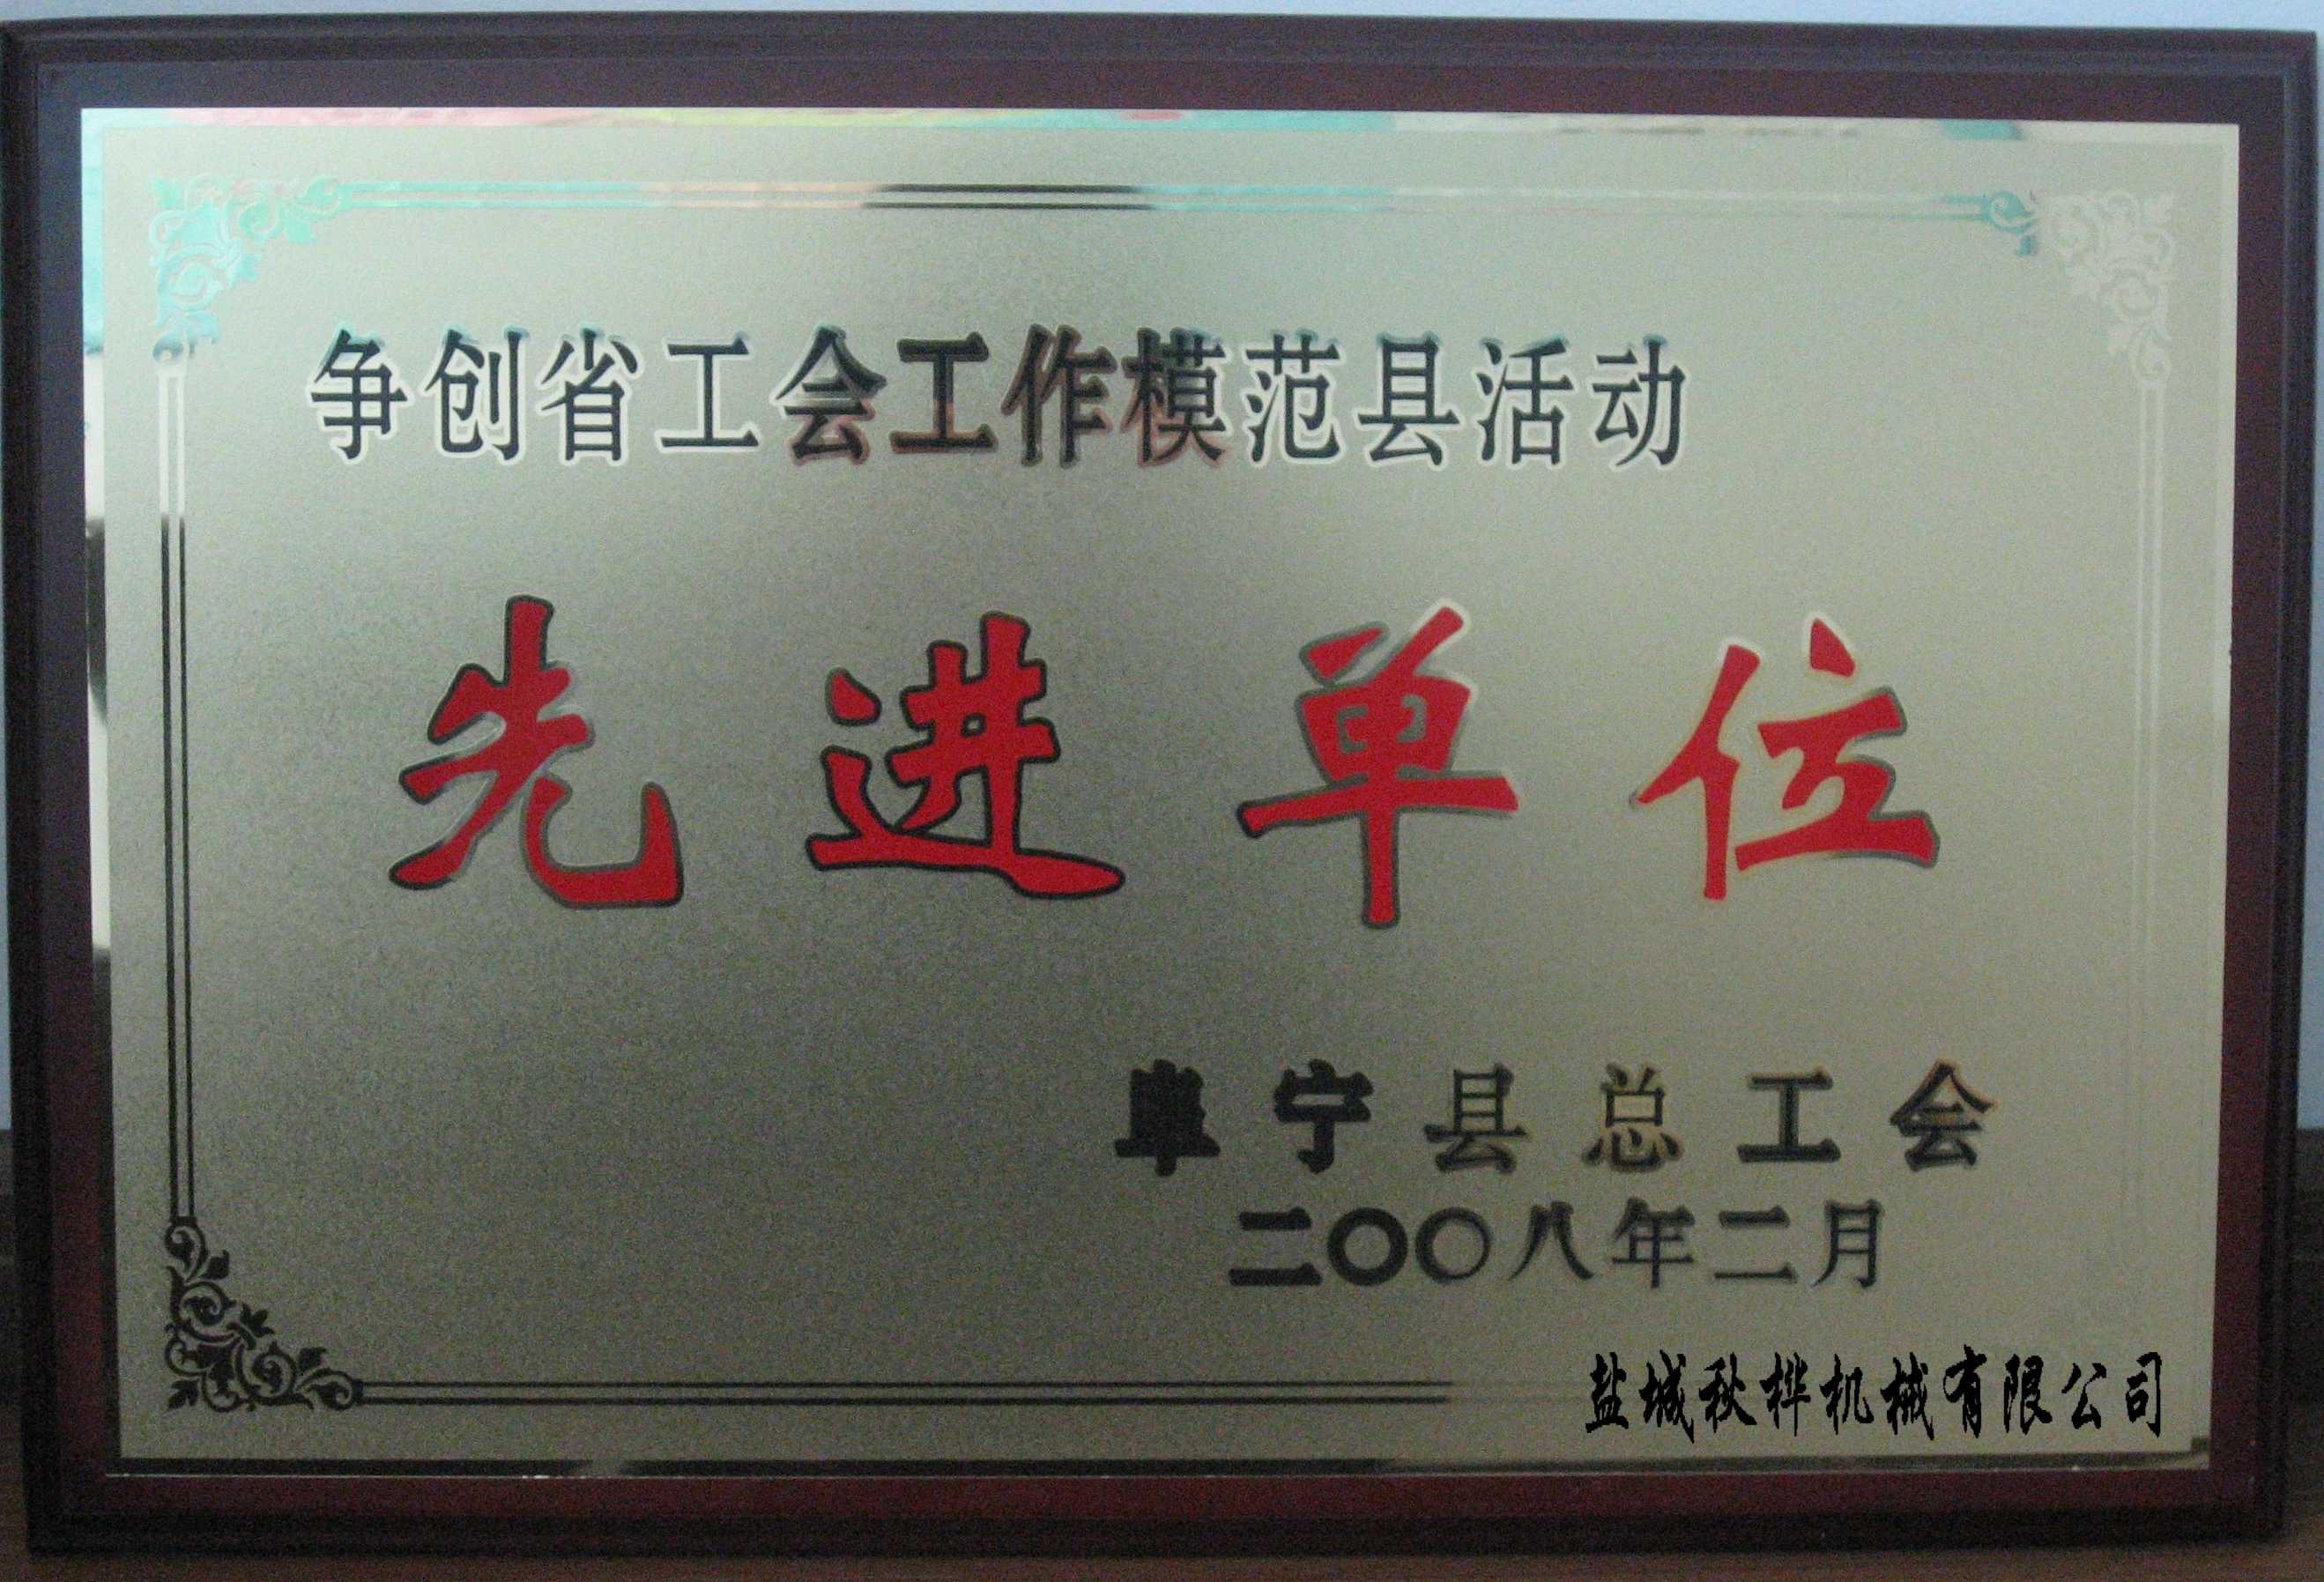 争创省工会工作模范县活动
先进单位
阜宁县总工会
二〇〇八年二月
盐城秋桦机械有限公司